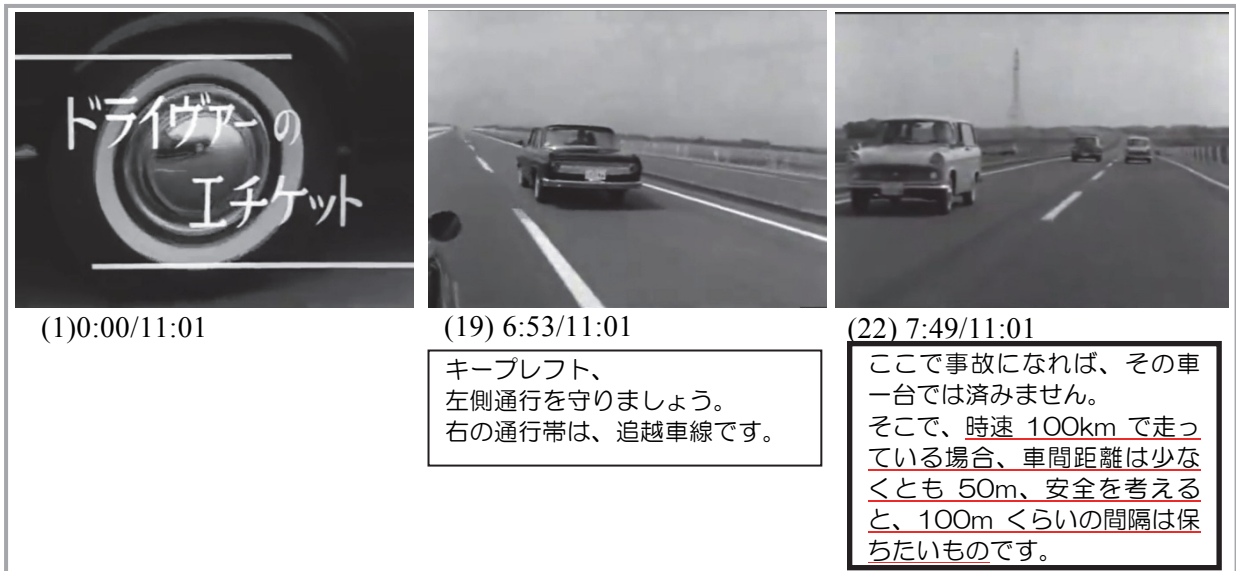 ドライヴァーの
エチケット
(1)0:00/11:01
(19) 6:53/11:01
キープレフト、
左側通行を守りましょう。
右の通行帯は、追越車線です。
(22) 7:49/11:01
ここで事故になれば、その車
一台では済みません。
そこで、時速 100km で走っ
ている場合、車間距離は少な
くとも 50m、安全を考える
と、100m くらいの間隔は保
ちたいものです。